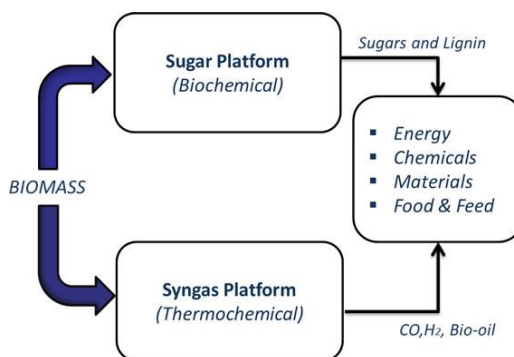 Sugar Platform
(Biochemical)
Sugars and Lignin
BIOMASS
▪ Energy
▪ Chemicals
▪ Materials
▪ Food & Feed
Syngas Platform
(Thermochemical)
CO,H₂, Bio-oil